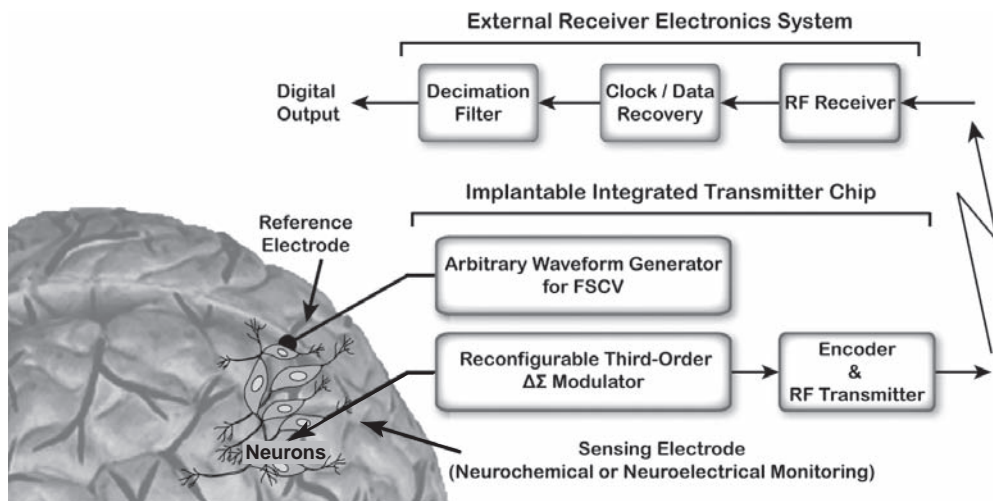 External Receiver Electronics System
Digital
Output
Decimation
Filter
Clock / Data
Recovery
RF Receiver
Implantable Integrated Transmitter Chip
Reference
Electrode
Arbitrary Waveform Generator
for FSCV
Reconfigurable Third-Order
ΔΣ Modulator
Encoder
&
RF Transmitter
Neurons
Sensing Electrode
(Neurochemical or Neuroelectrical Monitoring)